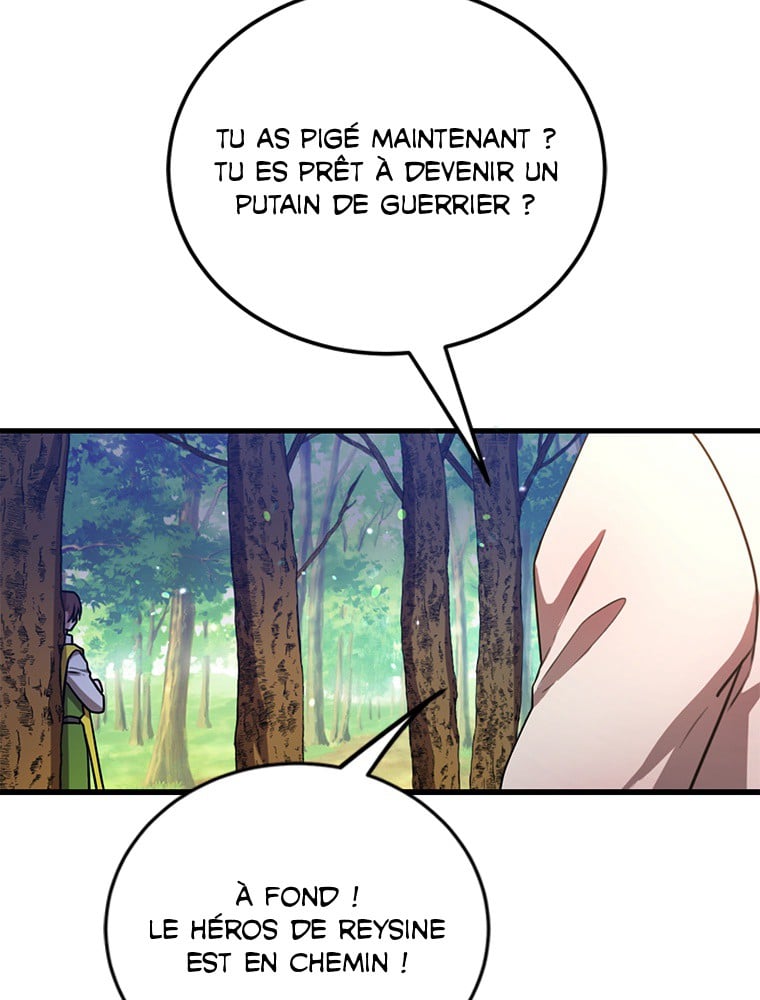 TU AS PIGÉ MAINTENANT ?
TU ES PRÊT À DEVENIR UN
PUTAIN DE GUERRIER ?
À FOND !
LE HÉROS DE REYSINE
EST EN CHEMIN !